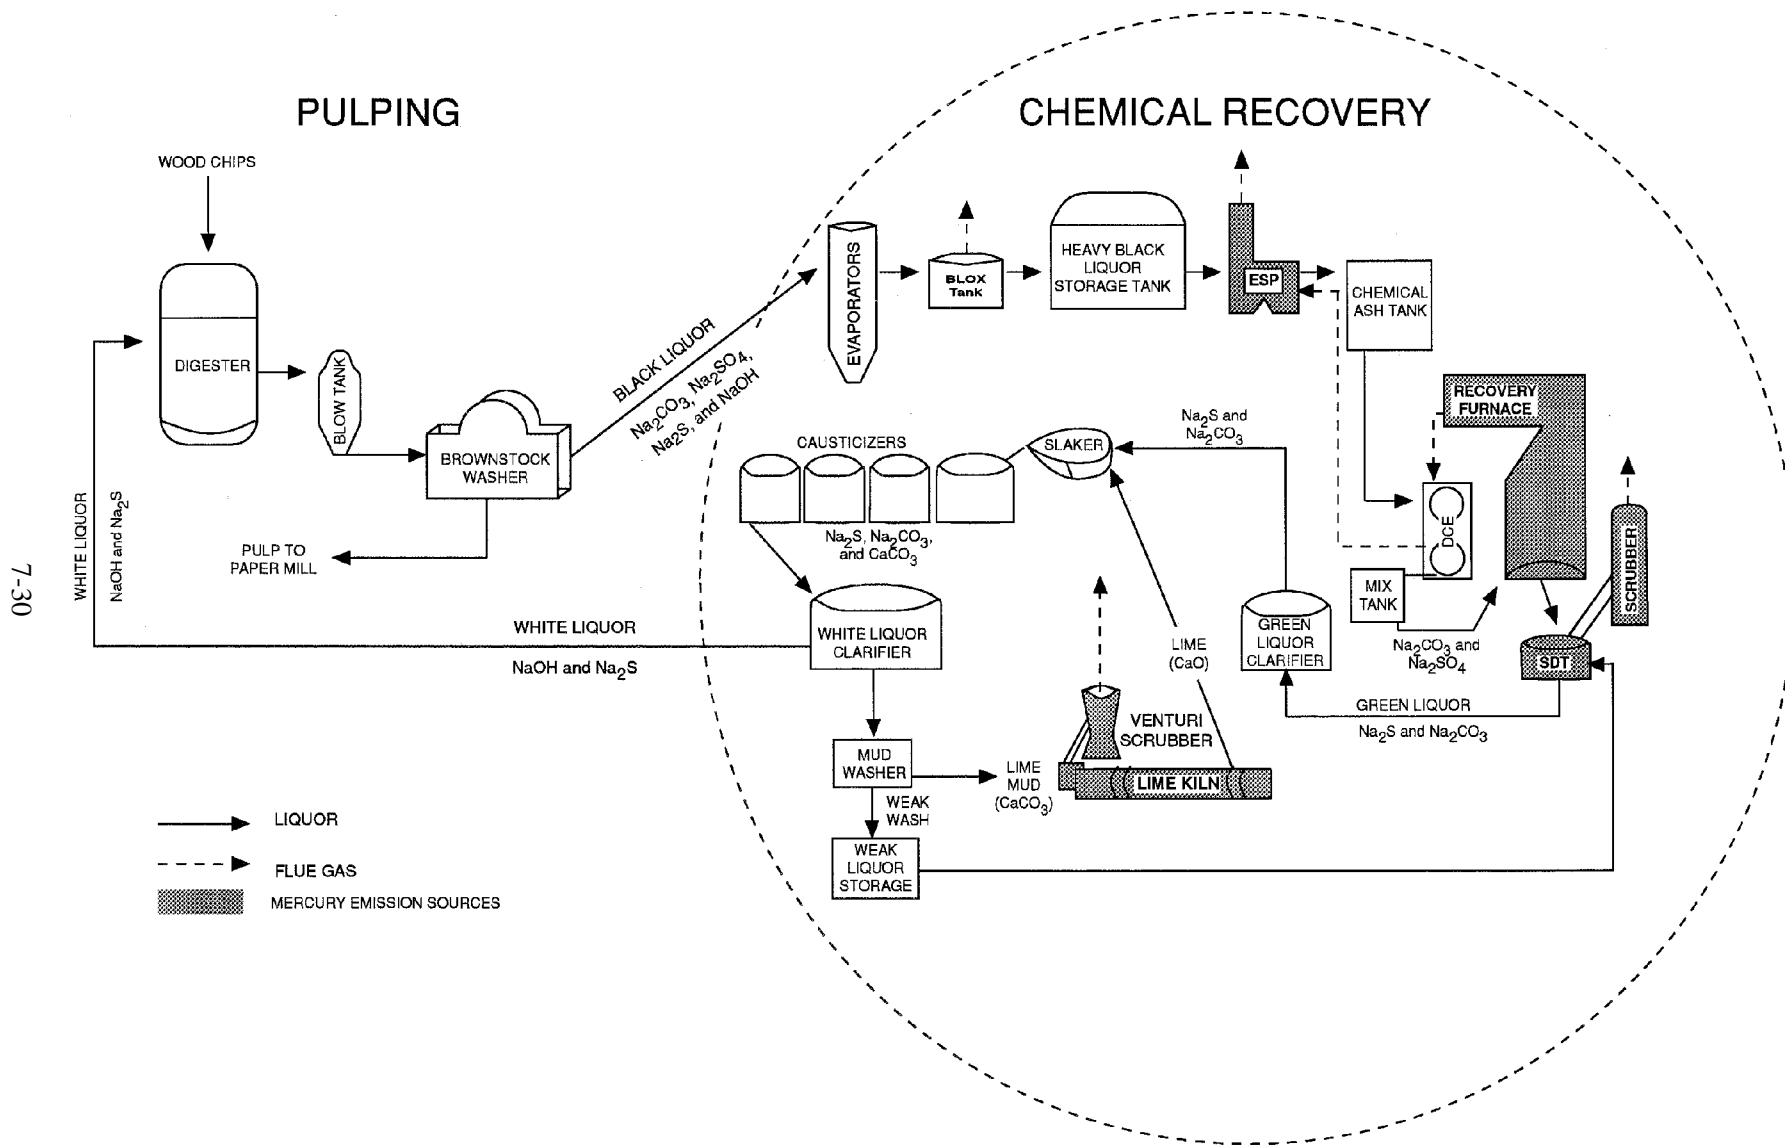 PULPING
CHEMICAL RECOVERY
WOOD CHIPS
DIGESTER
BLOW TANK
BROWNSTOCK
WASHER
PULP TO
PAPER MILL
WHITE LIQUOR
NaOH and Na2S
BLACK LIQUOR
Na2CO3, Na2SO4,
Na2S, and NaOH
EVAPORATORS
BLOX
Tank
HEAVY BLACK
LIQUOR
STORAGE TANK
ESP
CHEMICAL
ASH TANK
RECOVERY
FURNACE
DCE
MIX
TANK
Na2CO3 and
Na2SO4
SCRUBBER
SDT
GREEN LIQUOR
Na2S and Na2CO3
GREEN
LIQUOR
CLARIFIER
Na2S and
Na2CO3
SLAKER
CAUSTICIZERS
Na2S, Na2CO3,
and CaCO3
LIME
(CaO)
WHITE LIQUOR
CLARIFIER
WHITE LIQUOR
NaOH and Na2S
MUD
WASHER
WEAK
WASH
WEAK
LIQUOR
STORAGE
LIME
MUD
(CaCO3)
VENTURI
SCRUBBER
LIME KILN
LIQUOR
FLUE GAS
MERCURY EMISSION SOURCES
7-30